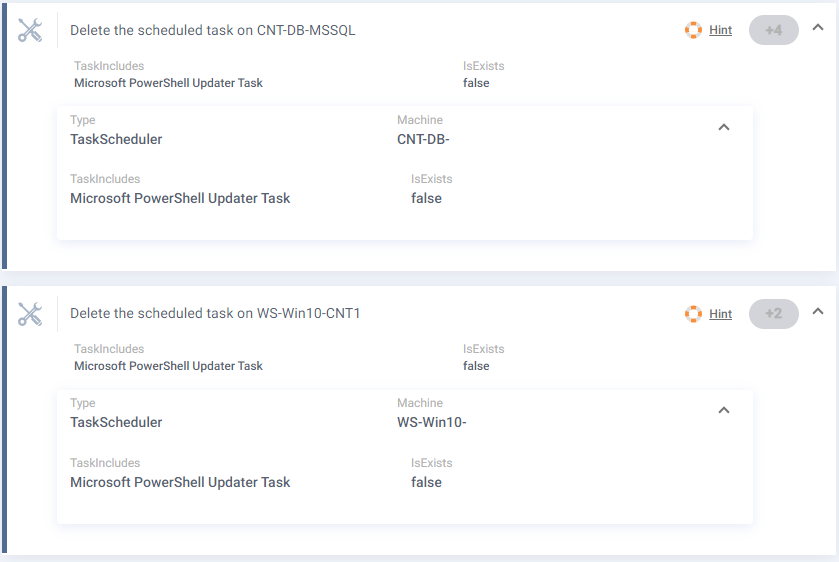 Delete the scheduled task on CNT-DB-MSSQL Hint +4
TaskIncludes IsExists
Microsoft PowerShell Updater Task false
Type Machine
TaskScheduler CNT-DB-
TaskIncludes IsExists
Microsoft PowerShell Updater Task false
Delete the scheduled task on WS-Win10-CNT1 Hint +2
TaskIncludes IsExists
Microsoft PowerShell Updater Task false
Type Machine
TaskScheduler WS-Win10-
TaskIncludes IsExists
Microsoft PowerShell Updater Task false